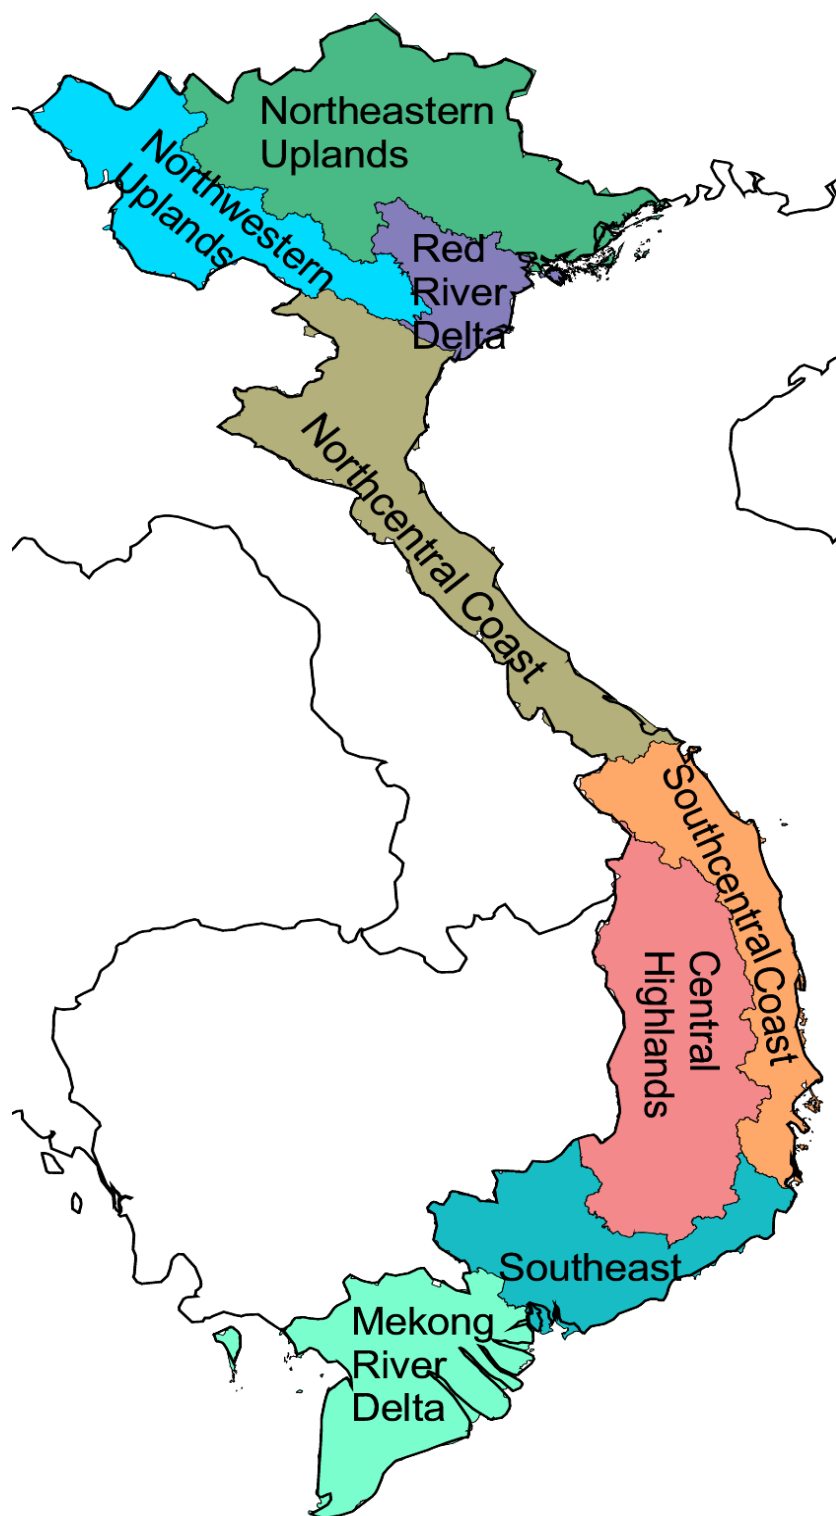 Northeastern
Uplands
Northwestern
Uplands
Red
River
Delta
Northcentral Coast
Southcentral Coast
Central
Highlands
Southeast
Mekong
River
Delta